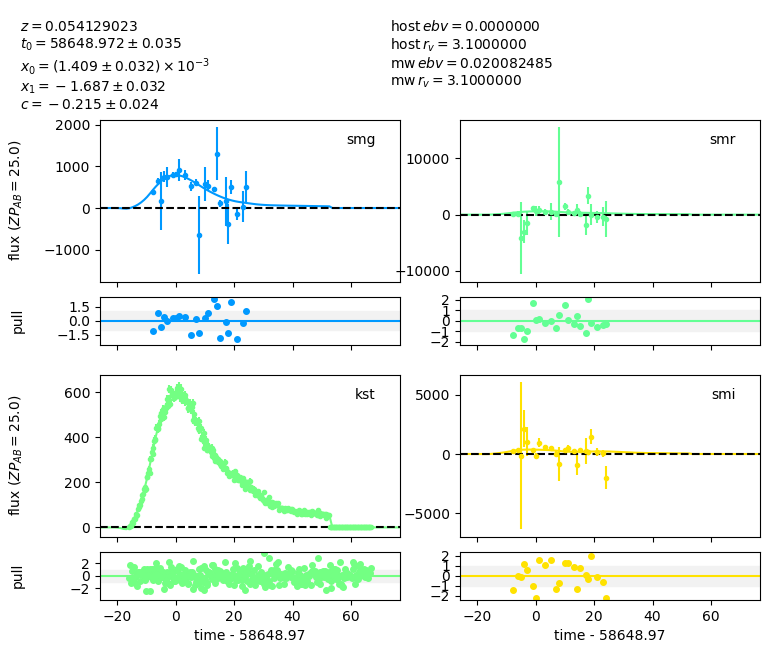 z = 0.054129023
t₀ = 58648.972 ± 0.035
x₀ = (1.409 ± 0.032) × 10⁻³
x₁ = −1.687 ± 0.032
c = −0.215 ± 0.024
host ebv = 0.0000000
host r_v = 3.1000000
mw ebv = 0.020082485
mw r_v = 3.1000000
flux (ZP_AB = 25.0)
2000
1000
0
−1000
smg
10000
0
−10000
smr
pull
1.5
0.0
−1.5
2
1
0
−1
−2
flux (ZP_AB = 25.0)
600
400
200
0
kst
5000
0
−5000
smi
pull
2
0
−2
2
1
0
−1
−2
−20 0 20 40 60
−20 0 20 40 60
time - 58648.97
time - 58648.97